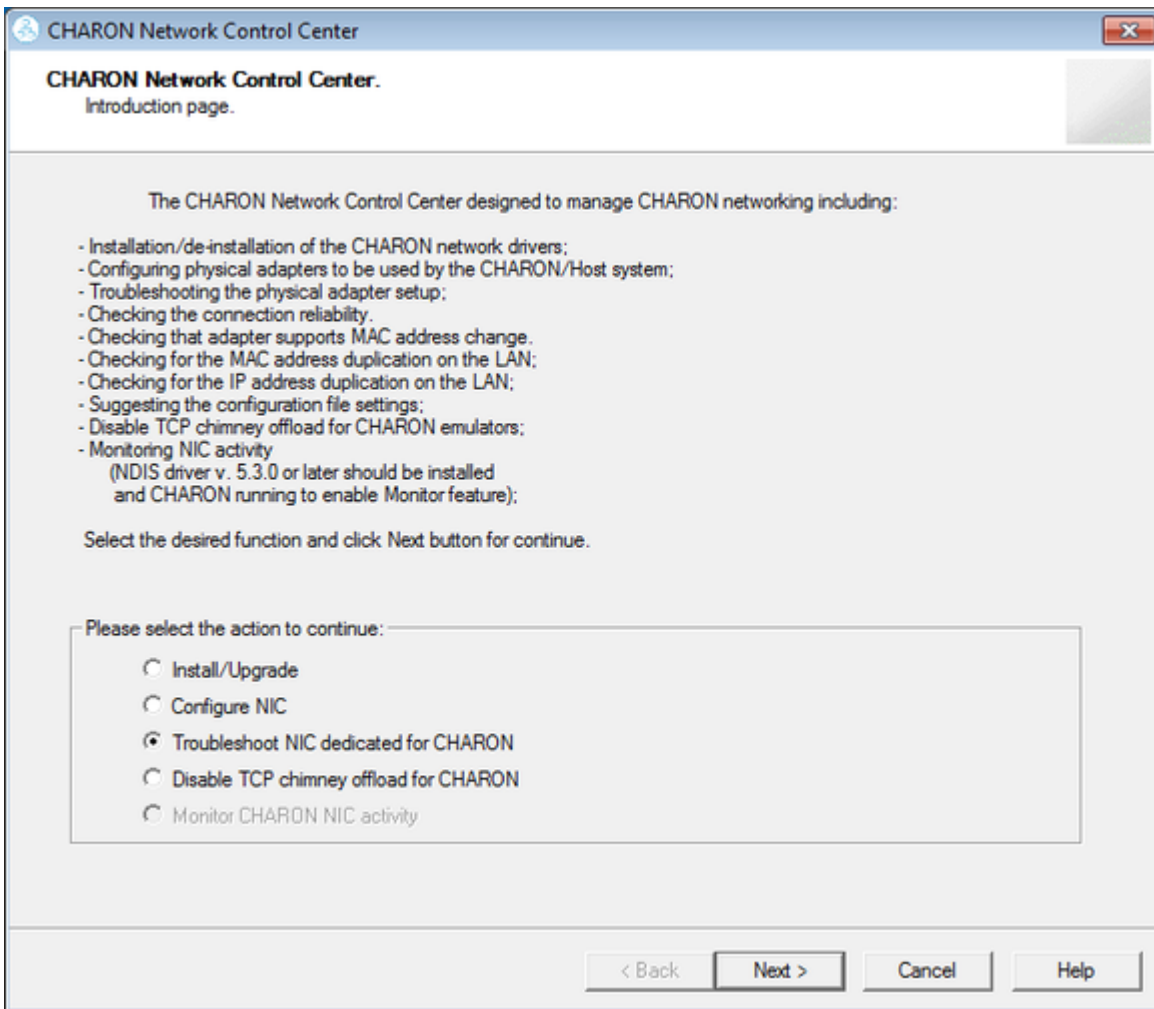 CHARON Network Control Center
CHARON Network Control Center.
Introduction page.
The CHARON Network Control Center designed to manage CHARON networking including:
- Installation/de-installation of the CHARON network drivers;
- Configuring physical adapters to be used by the CHARON/Host system;
- Troubleshooting the physical adapter setup;
- Checking the connection reliability.
- Checking that adapter supports MAC address change.
- Checking for the MAC address duplication on the LAN;
- Checking for the IP address duplication on the LAN;
- Suggesting the configuration file settings;
- Disable TCP chimney offload for CHARON emulators;
- Monitoring NIC activity
(NDIS driver v. 5.3.0 or later should be installed
and CHARON running to enable Monitor feature);
Select the desired function and click Next button for continue.
Please select the action to continue:
Install/Upgrade
Configure NIC
Troubleshoot NIC dedicated for CHARON
Disable TCP chimney offload for CHARON
Monitor CHARON NIC activity
< Back Next > Cancel Help